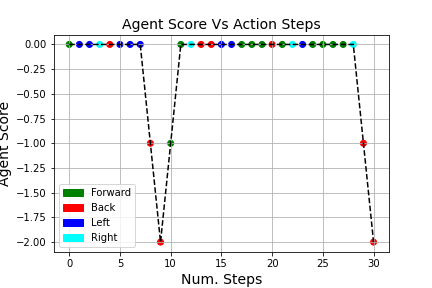 Agent Score Vs Action Steps
Agent Score
0.00
−0.25
−0.50
−0.75
−1.00
−1.25
−1.50
−1.75
−2.00
Forward
Back
Left
Right
0 5 10 15 20 25 30
Num. Steps